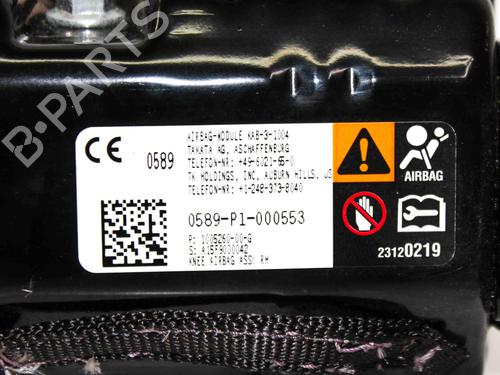 B-PARTS
CE 0589
AIRBAG-MODULE KAB-3-1004
TAKATA AG, ASCHAFFENBURG
TELEFON-NR: +49-6021-65-0
TK HOLDINGS, INC, AUBURN HILLS, US
TELEFON-NR: +1-248-373-8040
AIRBAG
0589-P1-000553
P: 1005260-00-G
KNEE AIRBAG ASSY RH
23120219